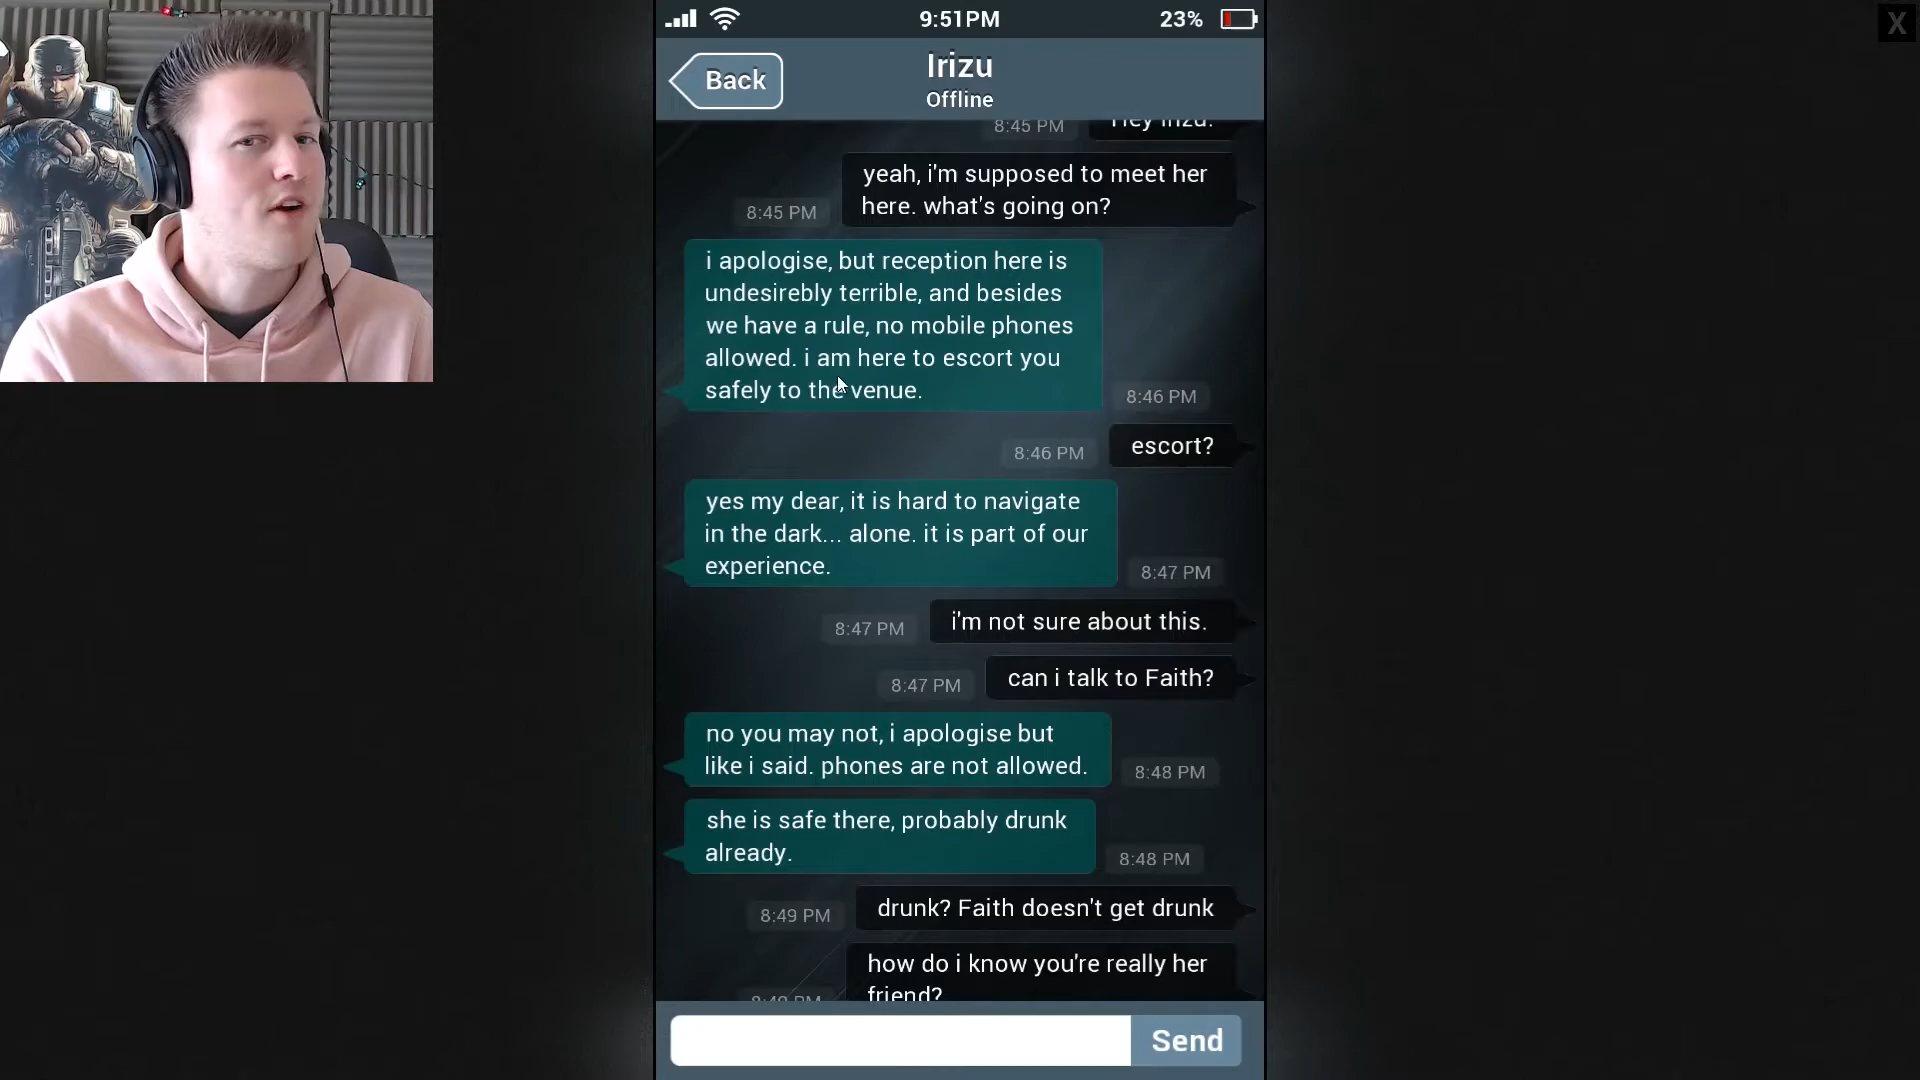 9:51PM
23%
X
Back
Irizu
Offline
8:45 PM
Hey Irizu.
yeah, i'm supposed to meet her
here. what's going on?
8:45 PM
i apologise, but reception here is
undesirebly terrible, and besides
we have a rule, no mobile phones
allowed. i am here to escort you
safely to the venue.
8:46 PM
escort?
8:46 PM
yes my dear, it is hard to navigate
in the dark... alone. it is part of our
experience.
8:47 PM
i'm not sure about this.
8:47 PM
can i talk to Faith?
8:47 PM
no you may not, i apologise but
like i said. phones are not allowed.
8:48 PM
she is safe there, probably drunk
already.
8:48 PM
drunk? Faith doesn't get drunk
8:49 PM
how do i know you're really her
friend?
8:49 PM
Send